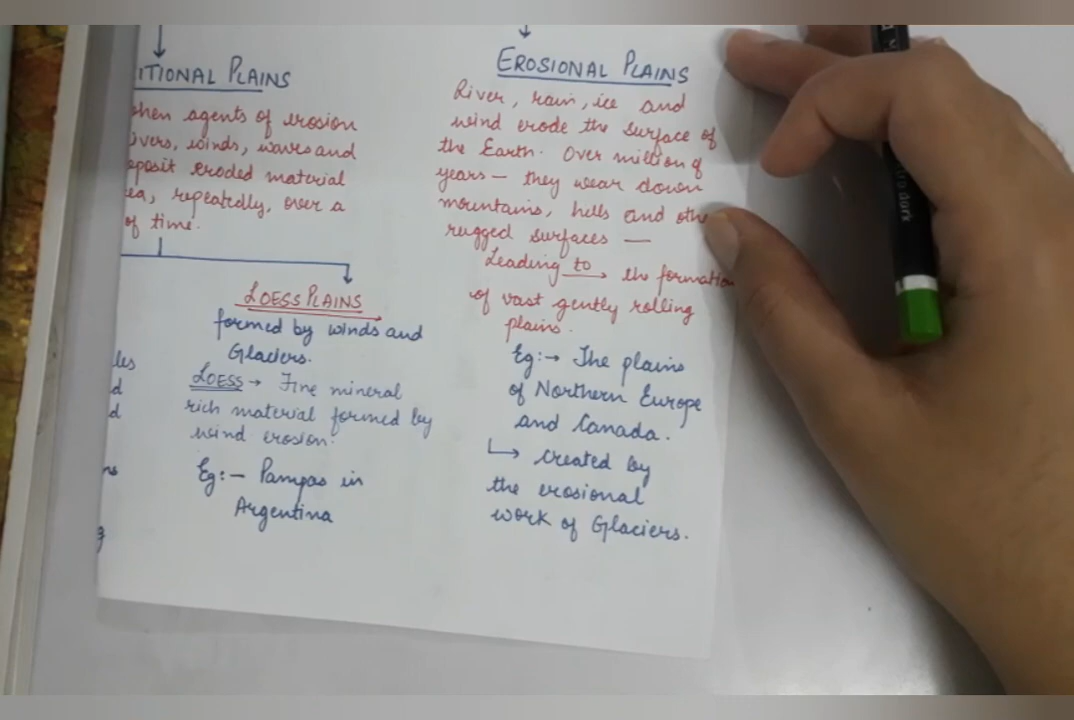 ITIONAL PLAINS
when agents of erosion
ivers, winds, waves and
eposit eroded material
ea, repeatedly, over a
of time.
LOESS PLAINS
formed by winds and
Glaciers.
LOESS → Fine mineral
rich material formed by
wind erosion.
Eg:— Pampas in
Argentina
les
d
d
EROSIONAL PLAINS
River, rain, ice and
wind erode the surface of
the Earth. Over million of
years — they wear down
mountains, hills and othe
rugged surfaces —
Leading to → the formation
of vast gently rolling
plains.
Eg:→ The plains
of Northern Europe
and Canada.
↳ created by
the erosional
work of Glaciers.